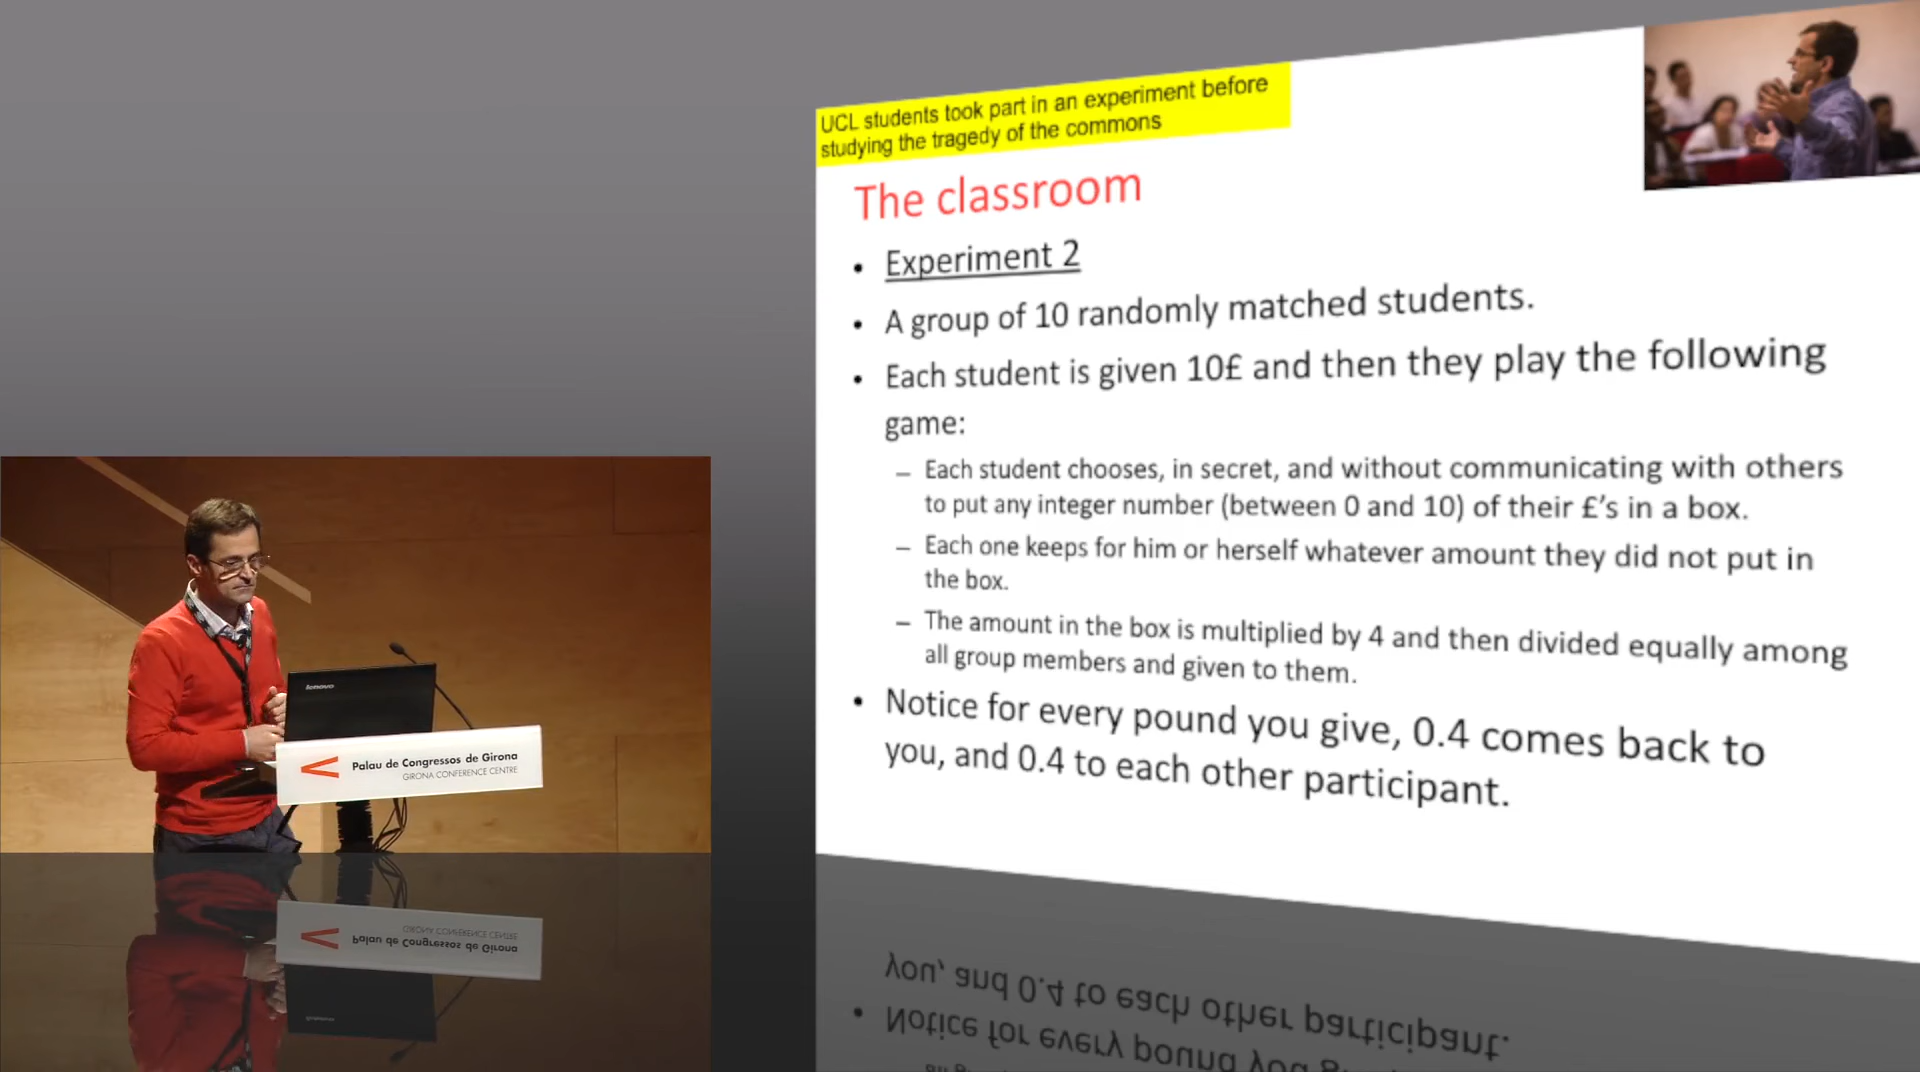 UCL students took part in an experiment before
studying the tragedy of the commons
The classroom
• Experiment 2
• A group of 10 randomly matched students.
• Each student is given 10£ and then they play the following
game:
– Each student chooses, in secret, and without communicating with others
to put any integer number (between 0 and 10) of their £'s in a box.
– Each one keeps for him or herself whatever amount they did not put in
the box.
– The amount in the box is multiplied by 4 and then divided equally among
all group members and given to them.
• Notice for every pound you give, 0.4 comes back to
you, and 0.4 to each other participant.
lenovo
Palau de Congressos de Girona
GIRONA CONFERENCE CENTRE